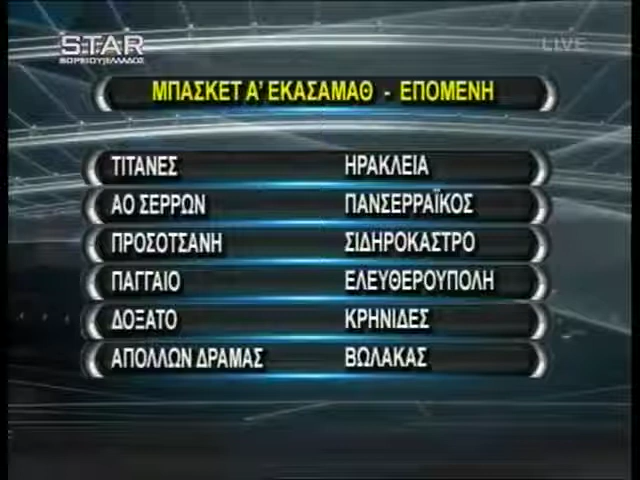 STAR
ΒΟΡΕΙΟΥ ΕΛΛΑΔΟΣ
LIVE
ΜΠΑΣΚΕΤ Α' ΕΚΑΣΑΜΑΘ - ΕΠΟΜΕΝΗ
ΤΙΤΑΝΕΣ ΗΡΑΚΛΕΙΑ
ΑΟ ΣΕΡΡΩΝ ΠΑΝΣΕΡΡΑΪΚΟΣ
ΠΡΟΣΟΤΣΑΝΗ ΣΙΔΗΡΟΚΑΣΤΡΟ
ΠΑΓΓΑΙΟ ΕΛΕΥΘΕΡΟΥΠΟΛΗ
ΔΟΞΑΤΟ ΚΡΗΝΙΔΕΣ
ΑΠΟΛΛΩΝ ΔΡΑΜΑΣ ΒΩΛΑΚΑΣ